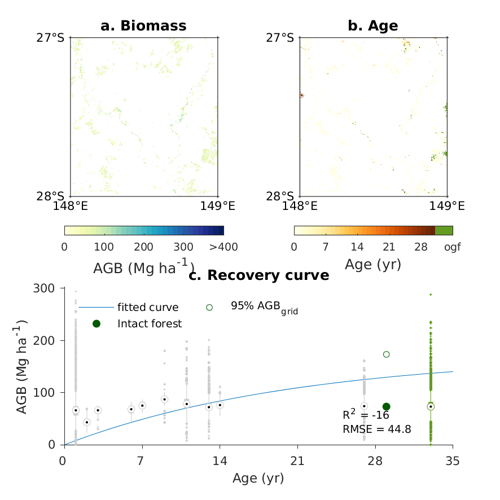 a. Biomass
b. Age
27°S
27°S
28°S
28°S
148°E
149°E
148°E
149°E
0 100 200 300 >400
0 7 14 21 28 ogf
AGB (Mg ha⁻¹)
Age (yr)
c. Recovery curve
300
200
100
0
AGB (Mg ha⁻¹)
fitted curve
95% AGB_grid
Intact forest
R² = -16
RMSE = 44.8
0 7 14 21 28 35
Age (yr)